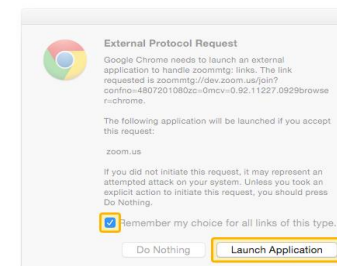 External Protocol Request
Google Chrome needs to launch an external
application to handle zoommtg: links. The link
requested is zoommtg://dev.zoom.us/join?
confno=4807201080zc=0mcv=0.92.11227.0929browse
r=chrome.
The following application will be launched if you accept
this request:
zoom.us
If you did not initiate this request, it may represent an
attempted attack on your system. Unless you took an
explicit action to initiate this request, you should press
Do Nothing.
Remember my choice for all links of this type.
Do Nothing
Launch Application